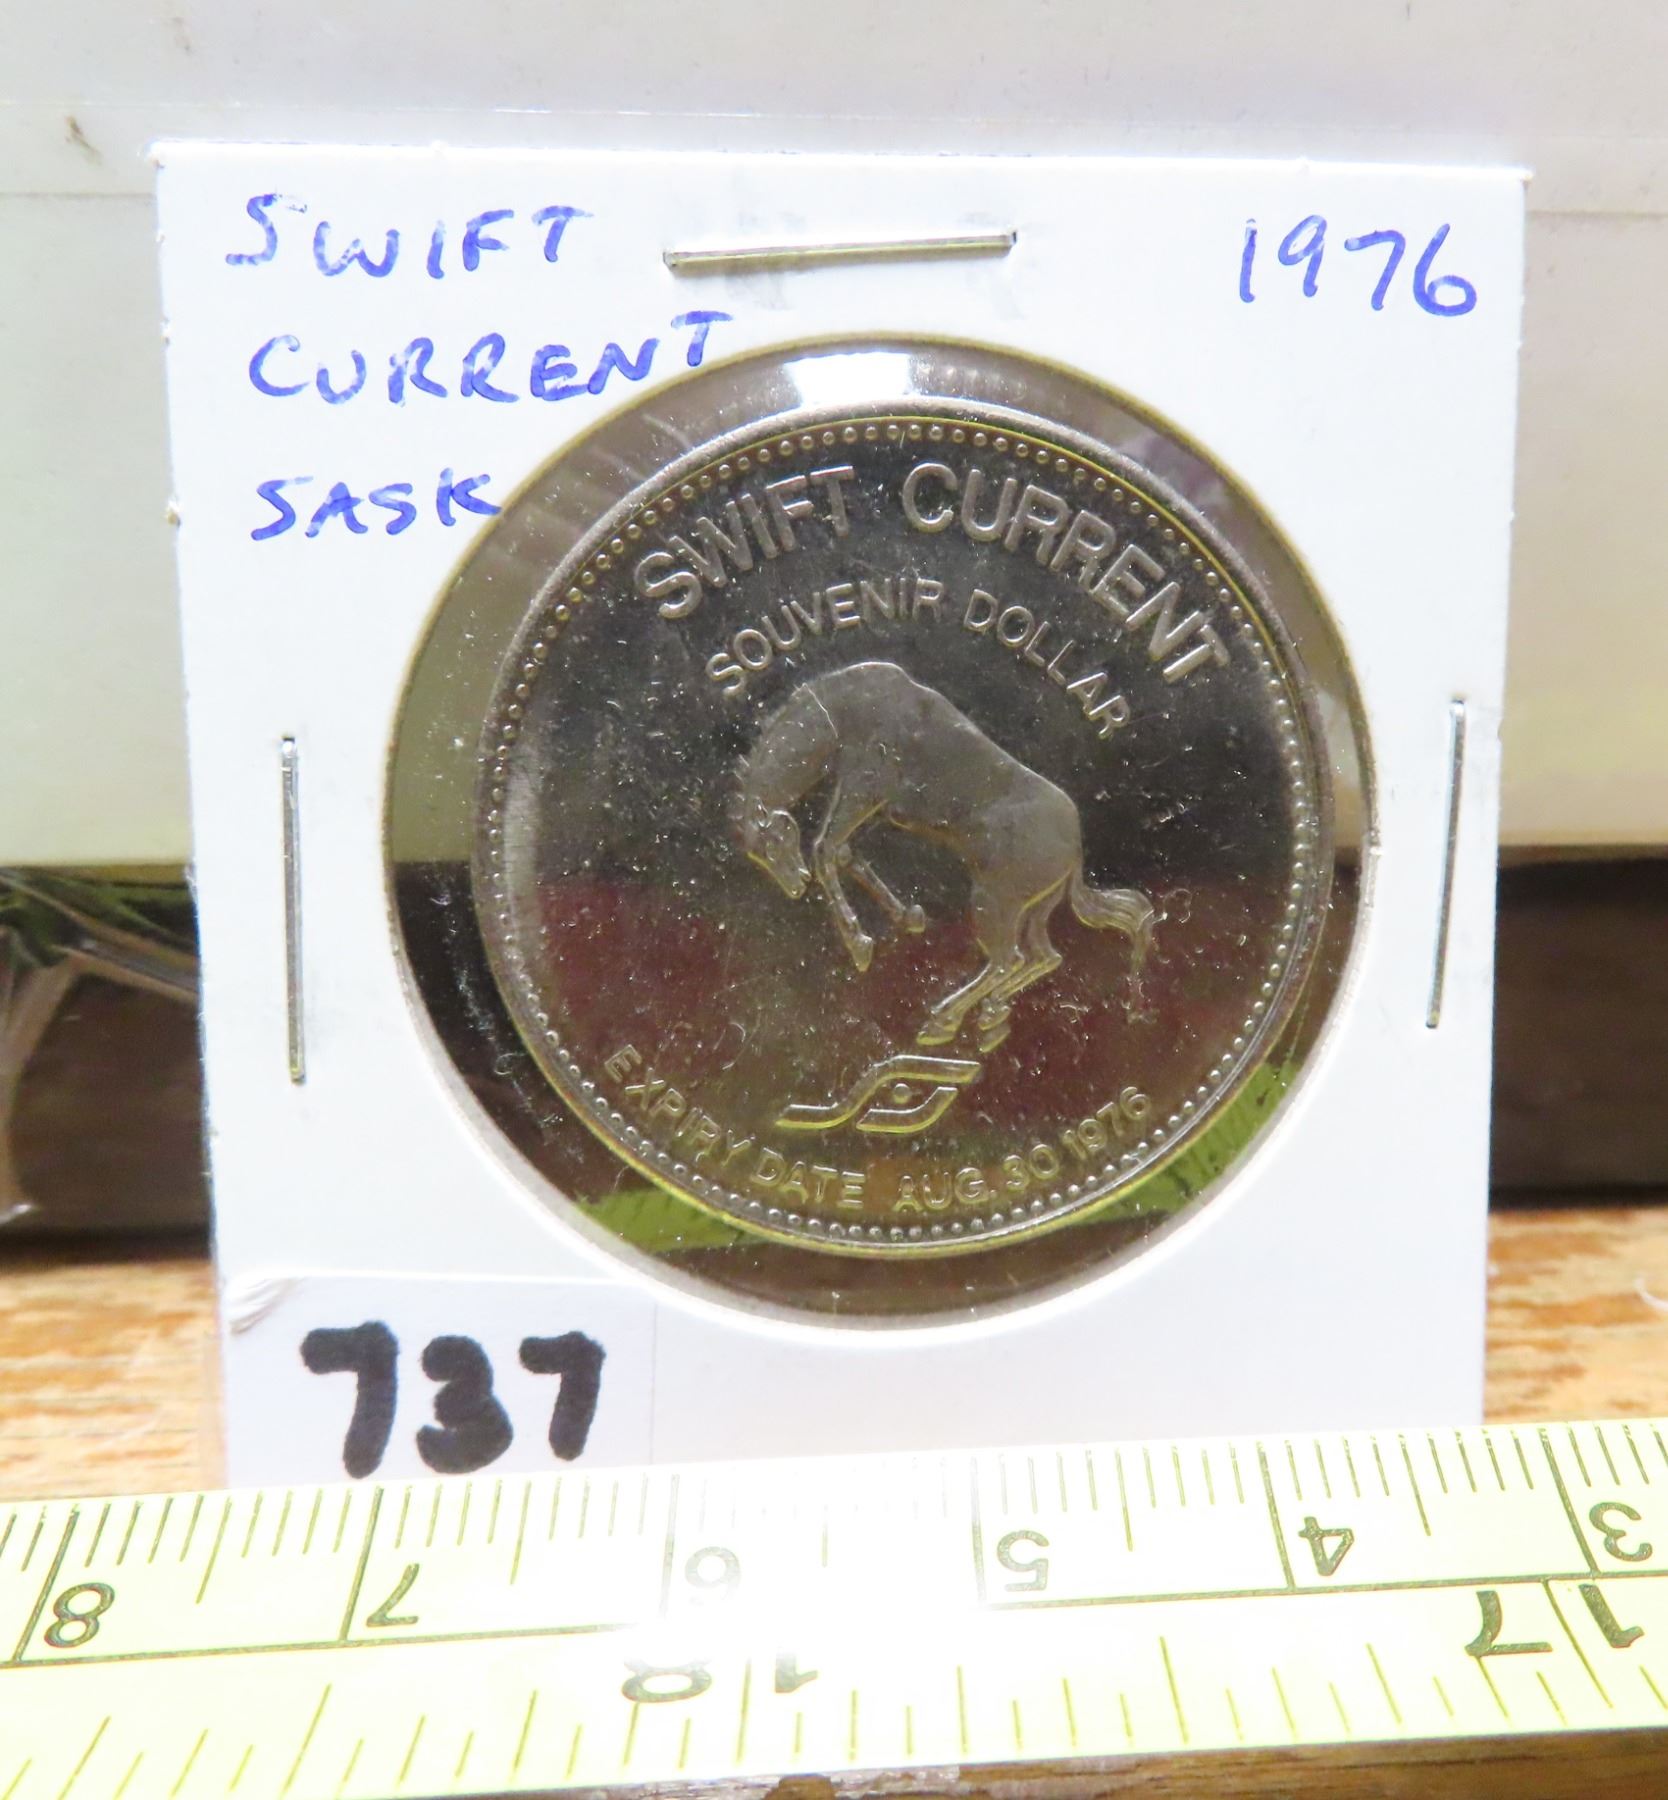 SWIFT
CURRENT
SASK
1976
SWIFT CURRENT
SOUVENIR DOLLAR
EXPIRY DATE AUG. 30 1976
737
8 7 6 5 4 3
18 17